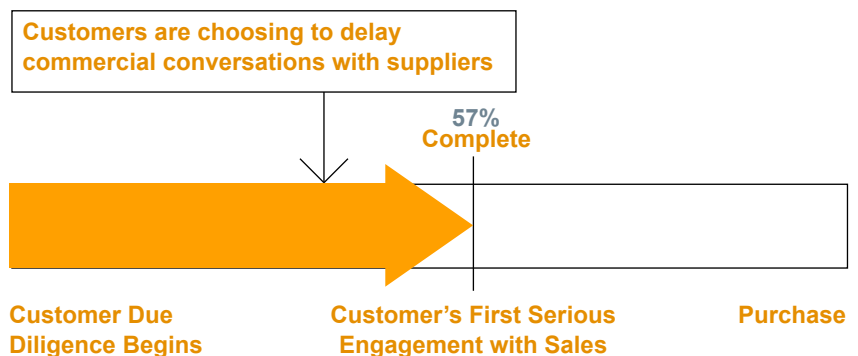 Customers are choosing to delay
commercial conversations with suppliers
57%
Complete
Customer Due
Diligence Begins
Customer’s First Serious
Engagement with Sales
Purchase